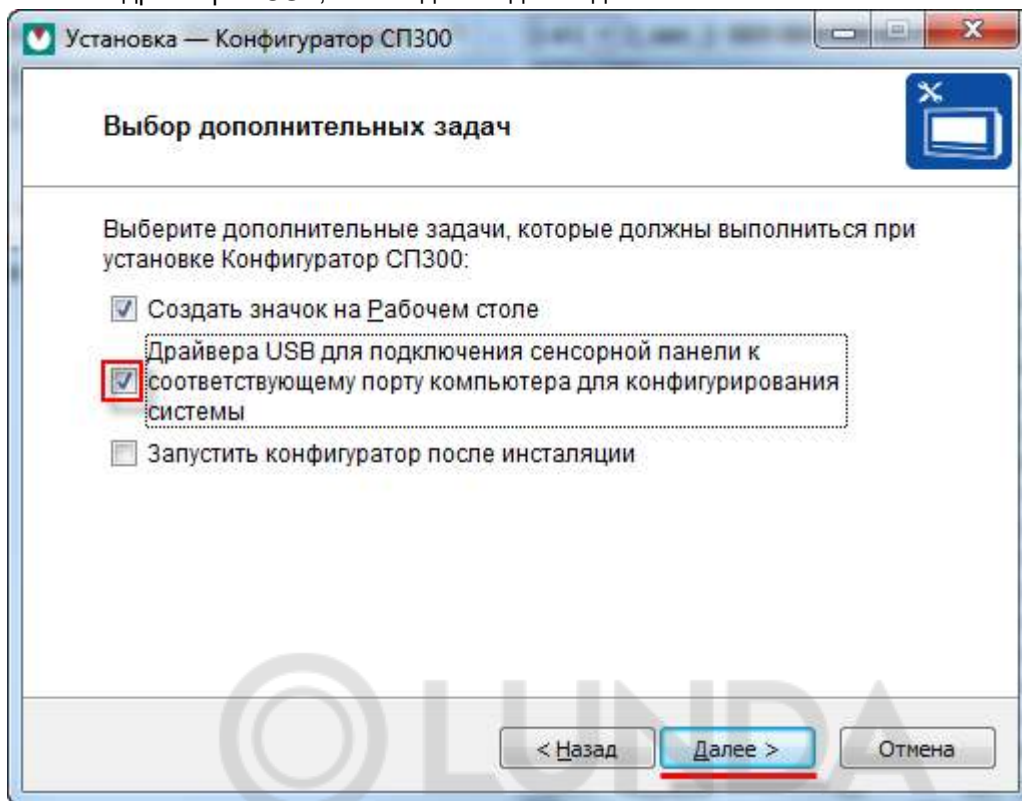 Установка — Конфигуратор СП300
Выбор дополнительных задач
Выберите дополнительные задачи, которые должны выполниться при
установке Конфигуратор СП300:
Создать значок на Рабочем столе
Драйвера USB для подключения сенсорной панели к
соответствующему порту компьютера для конфигурирования
системы
Запустить конфигуратор после инсталяции
LUNDA
< Назад
Далее >
Отмена